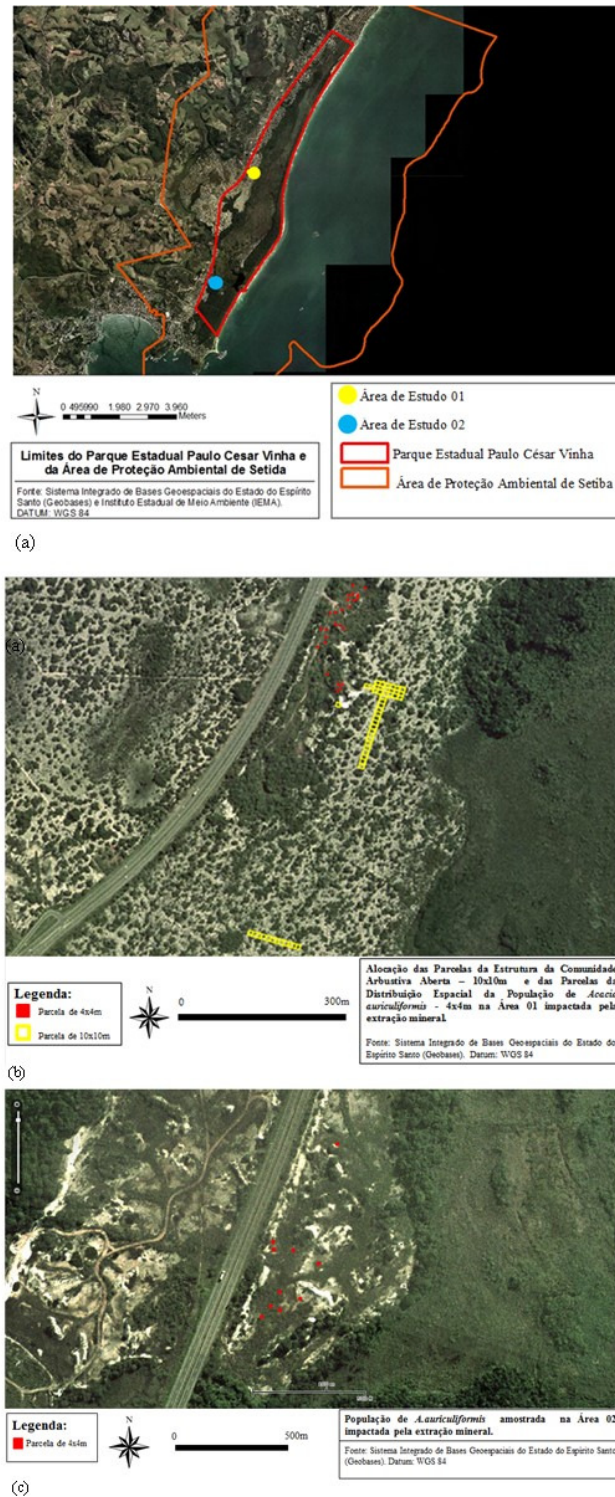 N
0 495990 1.980 2.970 3.960
Meters
Limites do Parque Estadual Paulo Cesar Vinha e
da Área de Proteção Ambiental de Setida
Fonte: Sistema Integrado de Bases Geoespaciais do Estado do Espírito
Santo (Geobases) e Instituto Estadual de Meio Ambiente (IEMA).
DATUM: WGS 84
Área de Estudo 01
Area de Estudo 02
Parque Estadual Paulo César Vinha
Área de Proteção Ambiental de Setiba
(a)
(a)
Legenda:
Parcela de 4x4m
Parcela de 10x10m
N
0 300m
Alocação das Parcelas da Estrutura da Comunidade
Arbustiva Aberta – 10x10m e das Parcelas da
Distribuição Espacial da População de Acacia
auriculiformis - 4x4m na Área 01 impactada pela
extração mineral.
Fonte: Sistema Integrado de Bases Geoespaciais do Estado do
Espírito Santo (Geobases). Datum: WGS 84
(b)
Legenda:
Parcela de 4x4m
N
0 500m
População de A.auriculiformis amostrada na Área 02
impactada pela extração mineral.
Fonte: Sistema Integrado de Bases Geoespaciais do Estado do Espírito Santo
(Geobases). Datum: WGS 84
(c)